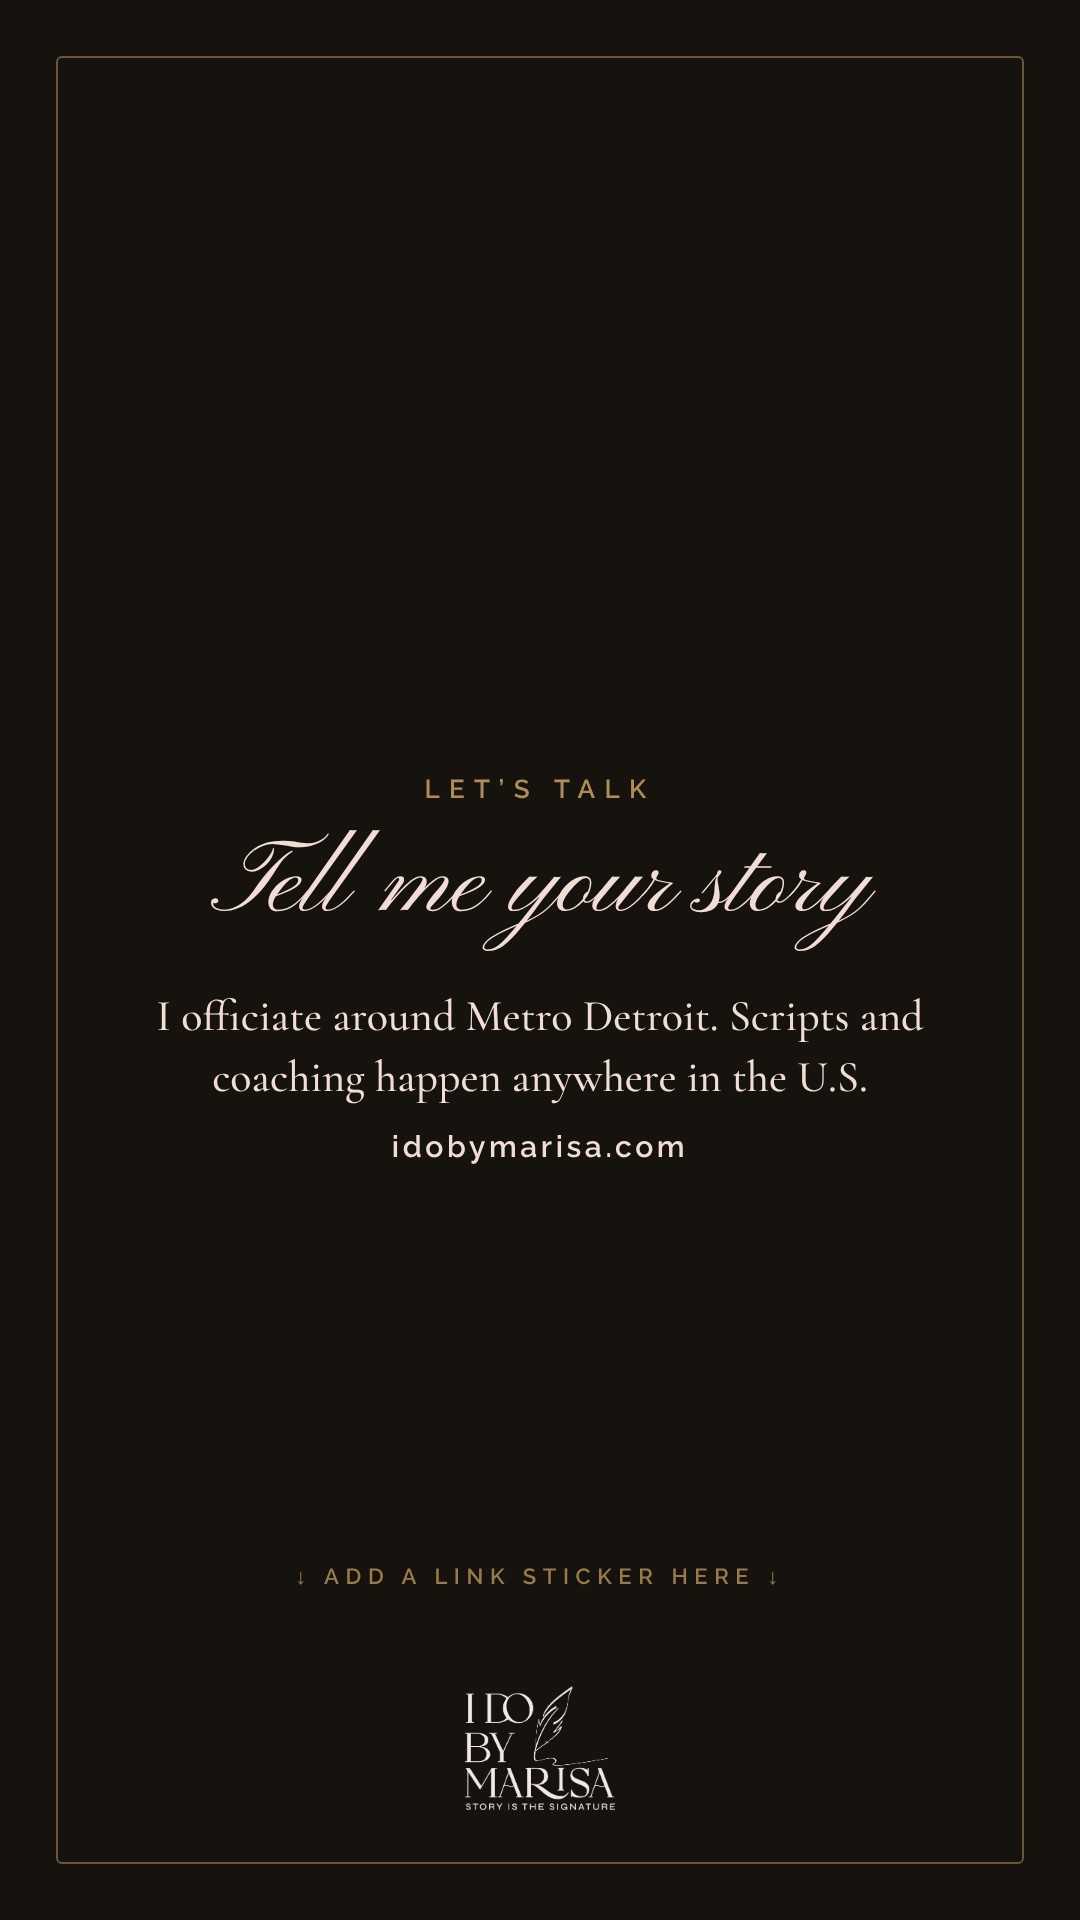 LET’S TALK
Tell me your story
I officiate around Metro Detroit. Scripts and
coaching happen anywhere in the U.S.
idobymarisa.com
↓ ADD A LINK STICKER HERE ↓
I DO
BY
MARISA
STORY IS THE SIGNATURE